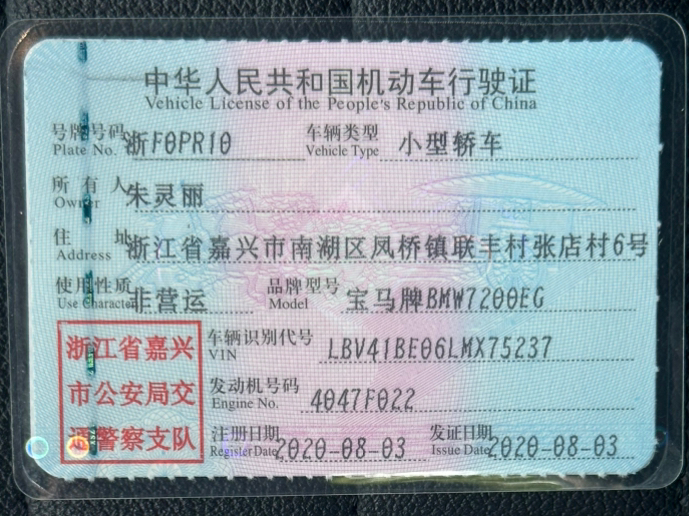 中华人民共和国机动车行驶证
Vehicle License of the People's Republic of China
号牌号码 浙F0PR10 车辆类型 小型轿车
Plate No. Vehicle Type
所有人 朱灵丽
Owner
住址 浙江省嘉兴市南湖区凤桥镇联丰村张店村6号
Address
使用性质 非营运 品牌型号 宝马牌BMW7200EG
Use Character Model
浙江省嘉兴 车辆识别代号 LBV41BE06LMX75237
VIN
市公安局交 发动机号码 4047F022
Engine No.
通警察支队 注册日期 2020-08-03 发证日期 2020-08-03
Register Date Issue Date